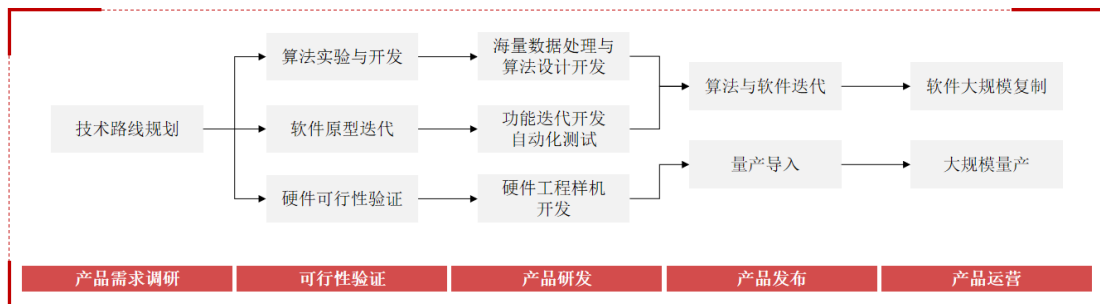 算法实验与开发
海量数据处理与
算法设计开发
算法与软件迭代
软件大规模复制
技术路线规划
软件原型迭代
功能迭代开发
自动化测试
量产导入
大规模量产
硬件可行性验证
硬件工程样机
开发
产品需求调研
可行性验证
产品研发
产品发布
产品运营